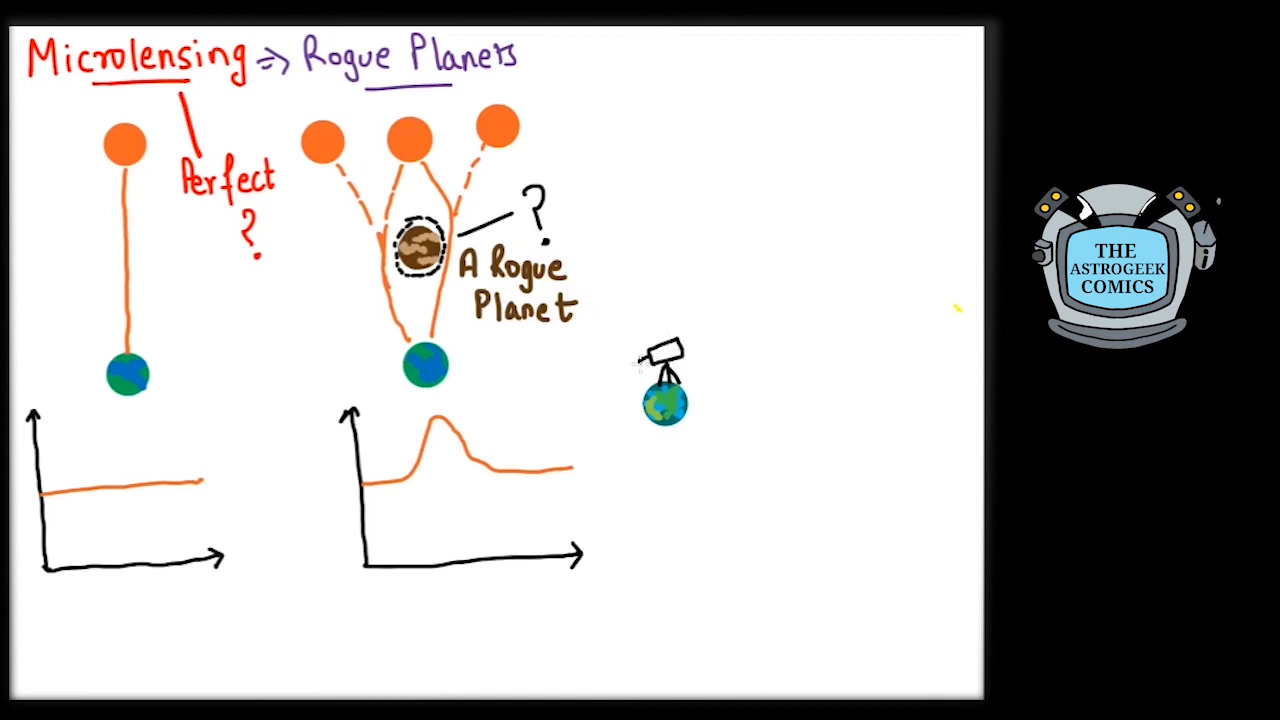 Microlensing => Rogue Planets
Perfect
?
?
A Rogue
Planet
THE
ASTROGEEK
COMICS